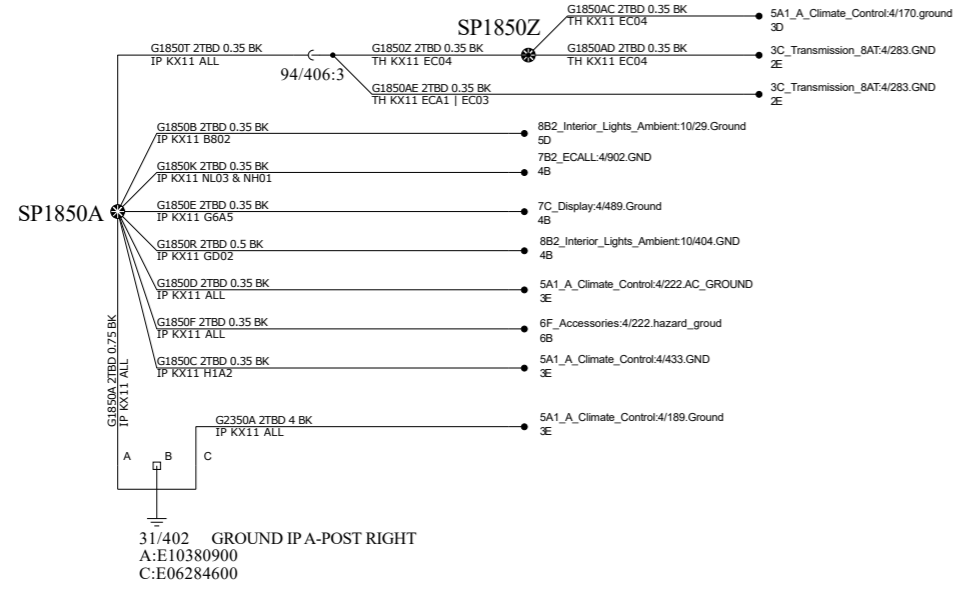 G1850AC 2TBD 0.35 BK
TH KX11 EC04
5A1_A_Climate_Control:4/170.ground
3D
SP1850Z
G1850T 2TBD 0.35 BK
IP KX11 ALL
94/406:3
G1850Z 2TBD 0.35 BK
TH KX11 EC04
G1850AD 2TBD 0.35 BK
TH KX11 EC04
3C_Transmission_8AT:4/283.GND
2E
G1850AE 2TBD 0.35 BK
TH KX11 ECA1 | EC03
3C_Transmission_8AT:4/283.GND
2E
G1850B 2TBD 0.35 BK
IP KX11 B802
8B2_Interior_Lights_Ambient:10/29.Ground
5D
G1850K 2TBD 0.35 BK
IP KX11 NL03 & NH01
7B2_ECALL:4/902.GND
4B
SP1850A
G1850E 2TBD 0.35 BK
IP KX11 G6A5
7C_Display:4/489.Ground
4B
G1850R 2TBD 0.5 BK
IP KX11 GD02
8B2_Interior_Lights_Ambient:10/404.GND
4B
G1850D 2TBD 0.35 BK
IP KX11 ALL
5A1_A_Climate_Control:4/222.AC_GROUND
3E
G1850F 2TBD 0.35 BK
IP KX11 ALL
6F_Accessories:4/222.hazard_groud
6B
G1850C 2TBD 0.35 BK
IP KX11 H1A2
5A1_A_Climate_Control:4/433.GND
3E
G1850A 2TBD 0.75 BK
IP KX11 ALL
G2350A 2TBD 4 BK
IP KX11 ALL
5A1_A_Climate_Control:4/189.Ground
3E
A B C
31/402 GROUND IP A-POST RIGHT
A:E10380900
C:E06284600